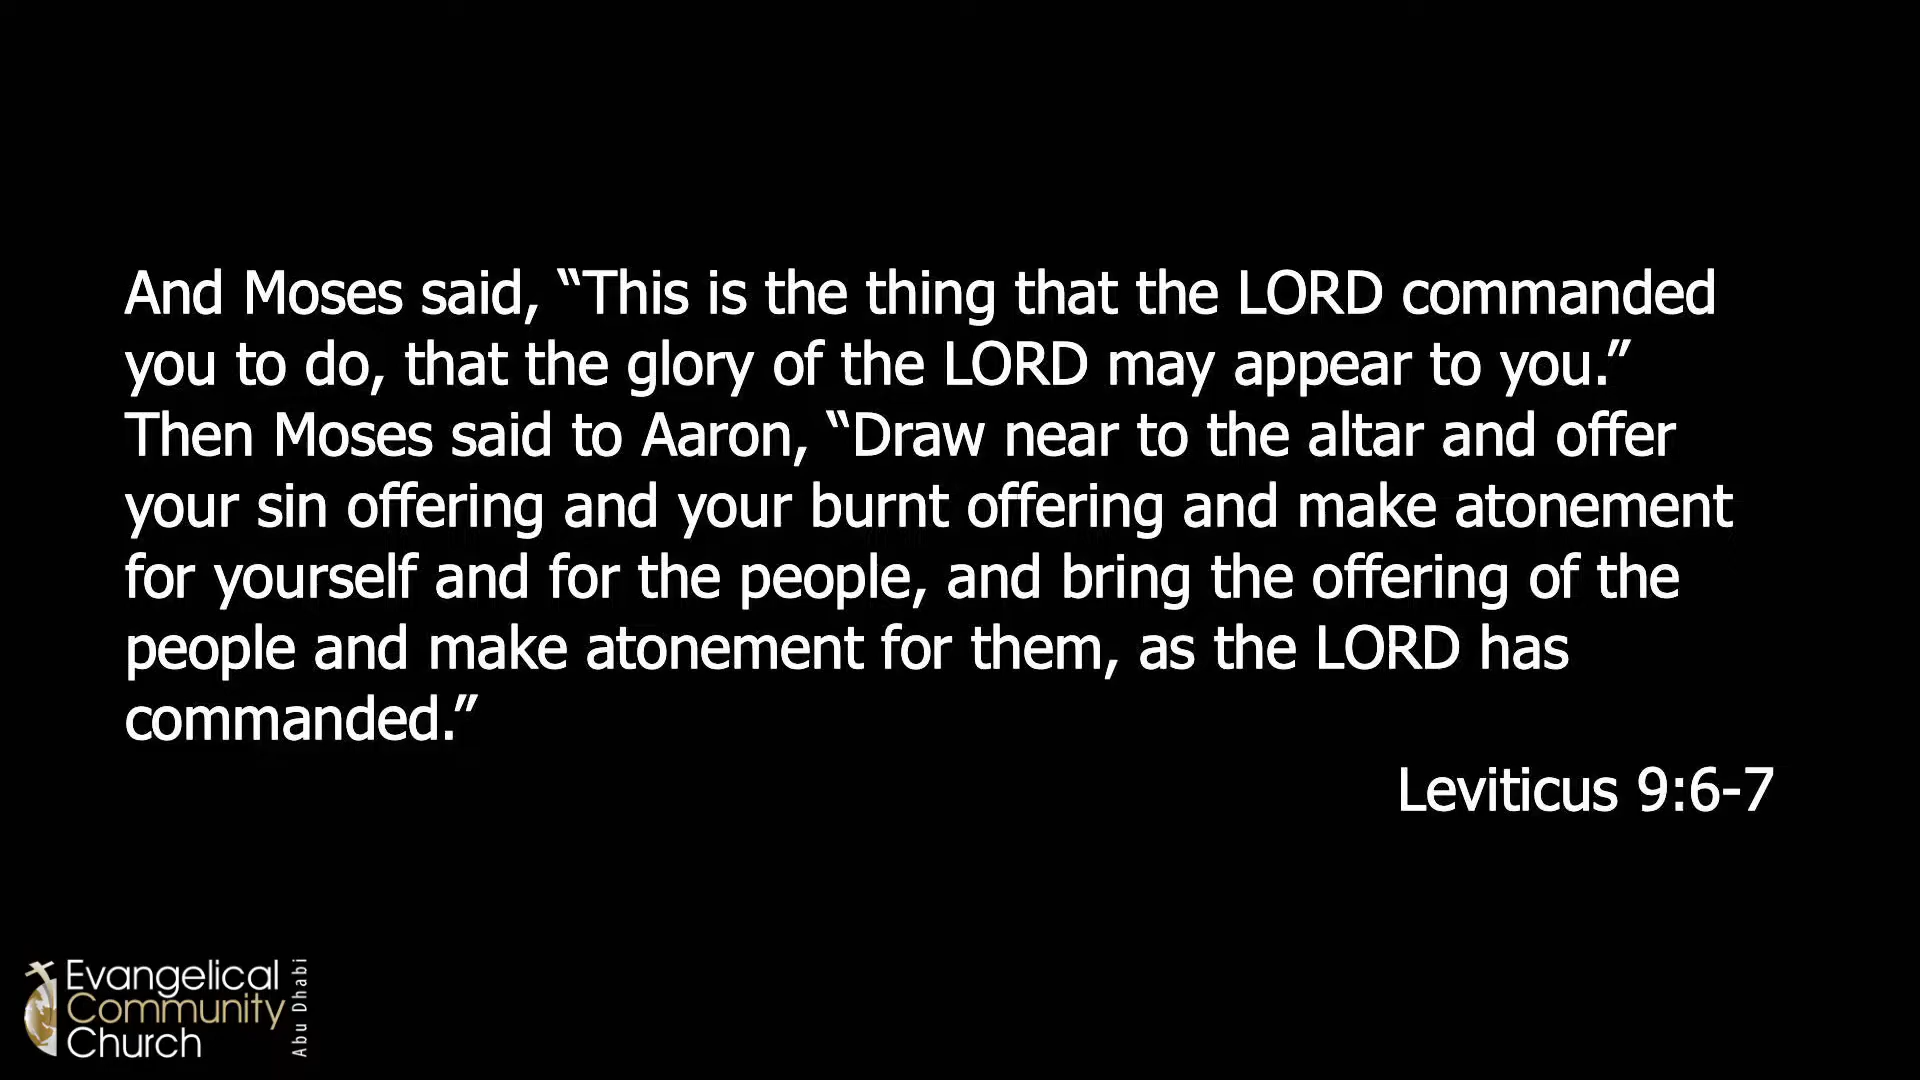 And Moses said, “This is the thing that the LORD commanded
you to do, that the glory of the LORD may appear to you.”
Then Moses said to Aaron, “Draw near to the altar and offer
your sin offering and your burnt offering and make atonement
for yourself and for the people, and bring the offering of the
people and make atonement for them, as the LORD has
commanded.”
Leviticus 9:6-7
Evangelical
Community
Church
Abu Dhabi